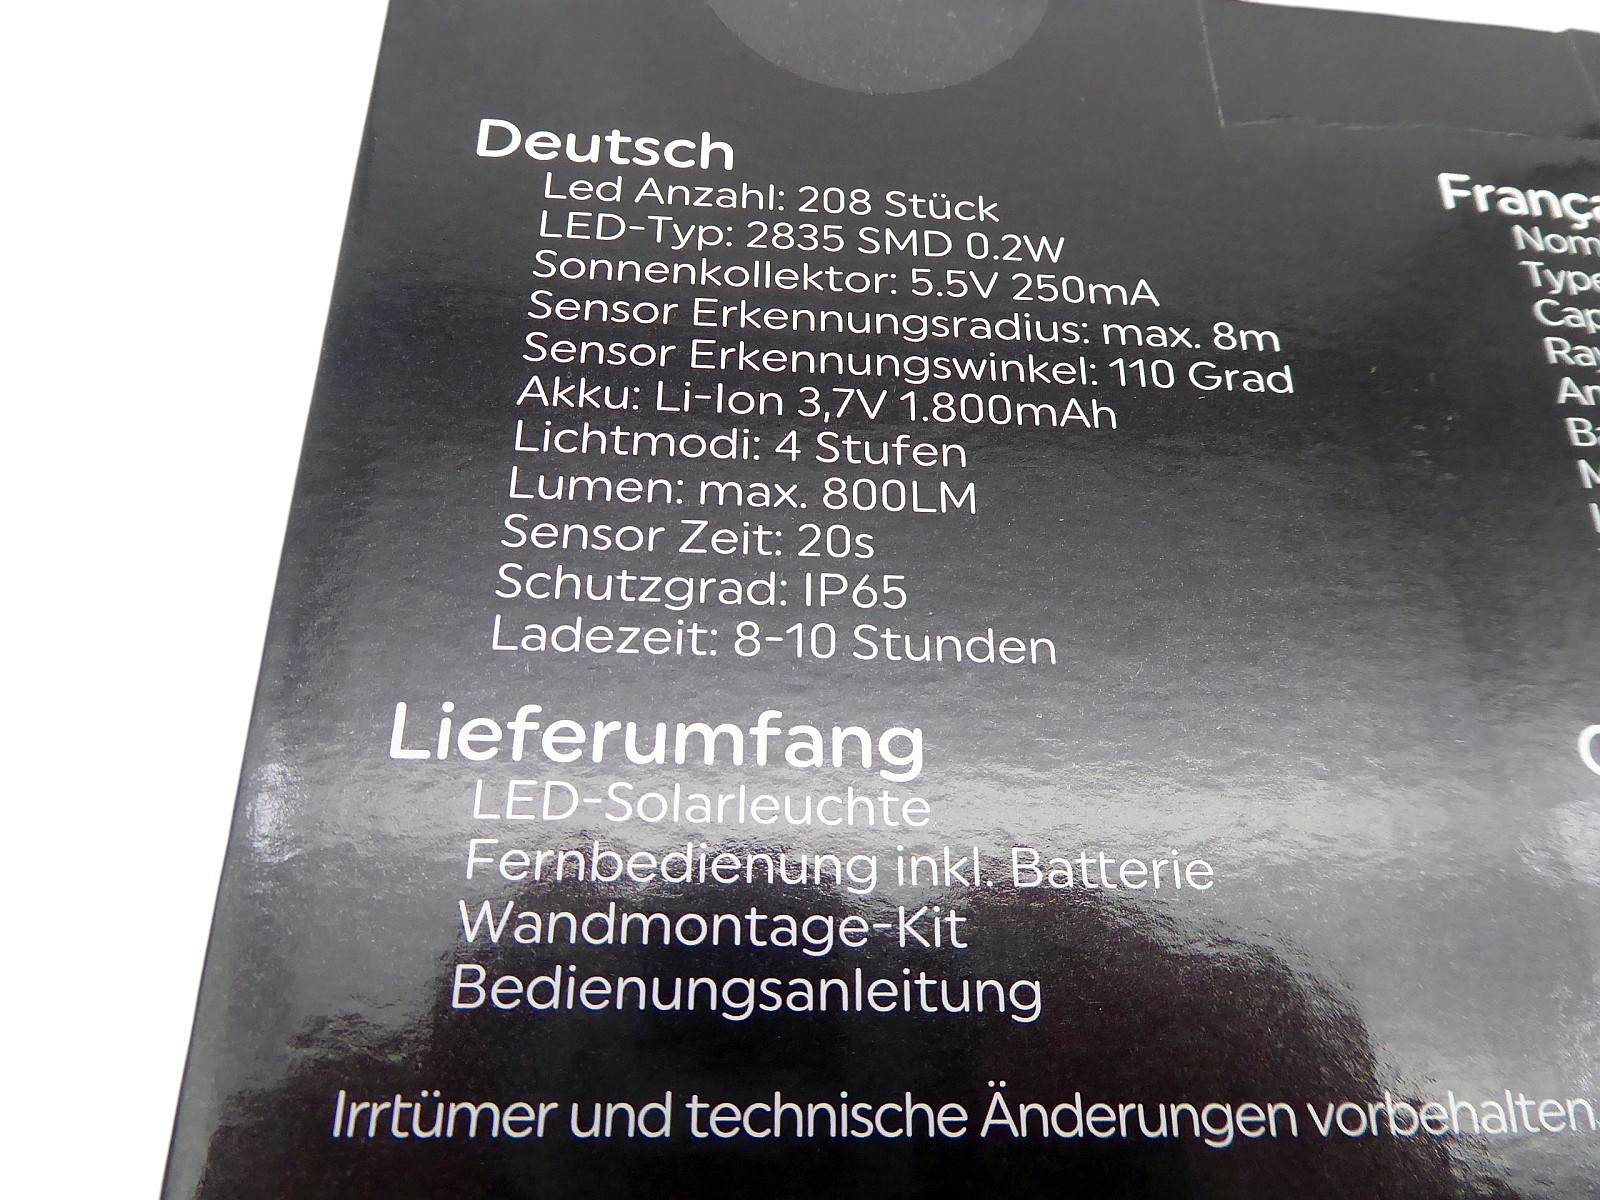 Deutsch
Led Anzahl: 208 Stück
LED-Typ: 2835 SMD 0.2W
Sonnenkollektor: 5.5V 250mA
Sensor Erkennungsradius: max. 8m
Sensor Erkennungswinkel: 110 Grad
Akku: Li-Ion 3,7V 1.800mAh
Lichtmodi: 4 Stufen
Lumen: max. 800LM
Sensor Zeit: 20s
Schutzgrad: IP65
Ladezeit: 8-10 Stunden
Lieferumfang
LED-Solarleuchte
Fernbedienung inkl. Batterie
Wandmontage-Kit
Bedienungsanleitung
Irrtümer und technische Änderungen vorbehalten.